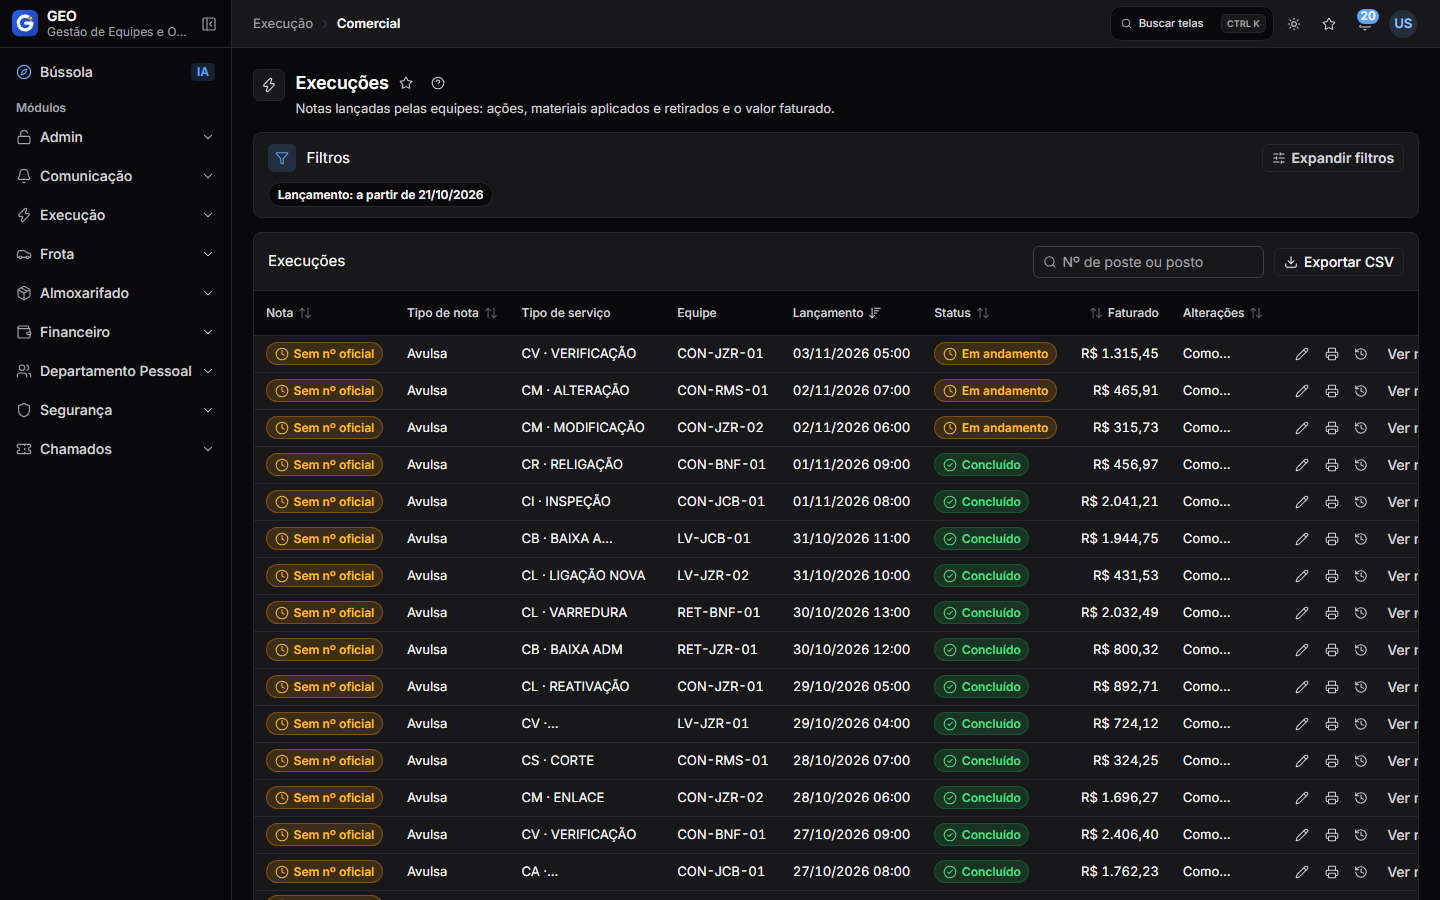 GEO
Gestão de Equipes e O...
Execução
Comercial
Buscar telas
CTRL K
20
US
Bússola
IA
Módulos
Admin
Comunicação
Execução
Frota
Almoxarifado
Financeiro
Departamento Pessoal
Segurança
Chamados
Execuções
Notas lançadas pelas equipes: ações, materiais aplicados e retirados e o valor faturado.
Filtros
Expandir filtros
Lançamento: a partir de 21/10/2026
Execuções
Nº de poste ou posto
Exportar CSV
Nota Tipo de nota Tipo de serviço Equipe Lançamento Status Faturado Alterações
Sem nº oficial Avulsa CV · VERIFICAÇÃO CON-JZR-01 03/11/2026 05:00 Em andamento R$ 1.315,45 Como... Ver r
Sem nº oficial Avulsa CM · ALTERAÇÃO CON-RMS-01 02/11/2026 07:00 Em andamento R$ 465,91 Como... Ver r
Sem nº oficial Avulsa CM · MODIFICAÇÃO CON-JZR-02 02/11/2026 06:00 Em andamento R$ 315,73 Como... Ver r
Sem nº oficial Avulsa CR · RELIGAÇÃO CON-BNF-01 01/11/2026 09:00 Concluído R$ 456,97 Como... Ver r
Sem nº oficial Avulsa CI · INSPEÇÃO CON-JCB-01 01/11/2026 08:00 Concluído R$ 2.041,21 Como... Ver r
Sem nº oficial Avulsa CB · BAIXA A... LV-JCB-01 31/10/2026 11:00 Concluído R$ 1.944,75 Como... Ver r
Sem nº oficial Avulsa CL · LIGAÇÃO NOVA LV-JZR-02 31/10/2026 10:00 Concluído R$ 431,53 Como... Ver r
Sem nº oficial Avulsa CL · VARREDURA RET-BNF-01 30/10/2026 13:00 Concluído R$ 2.032,49 Como... Ver r
Sem nº oficial Avulsa CB · BAIXA ADM RET-JZR-01 30/10/2026 12:00 Concluído R$ 800,32 Como... Ver r
Sem nº oficial Avulsa CL · REATIVAÇÃO CON-JZR-01 29/10/2026 05:00 Concluído R$ 892,71 Como... Ver r
Sem nº oficial Avulsa CV ·... LV-JZR-01 29/10/2026 04:00 Concluído R$ 724,12 Como... Ver r
Sem nº oficial Avulsa CS · CORTE CON-RMS-01 28/10/2026 07:00 Concluído R$ 324,25 Como... Ver r
Sem nº oficial Avulsa CM · ENLACE CON-JZR-02 28/10/2026 06:00 Concluído R$ 1.696,27 Como... Ver r
Sem nº oficial Avulsa CV · VERIFICAÇÃO CON-BNF-01 27/10/2026 09:00 Concluído R$ 2.406,40 Como... Ver r
Sem nº oficial Avulsa CA ·... CON-JCB-01 27/10/2026 08:00 Concluído R$ 1.762,23 Como... Ver r